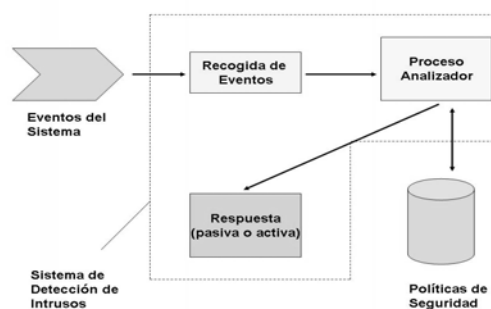 Recogida de
Eventos
Proceso
Analizador
Eventos del
Sistema
Respuesta
(pasiva o activa)
Sistema de
Detección de
Intrusos
Políticas de
Seguridad